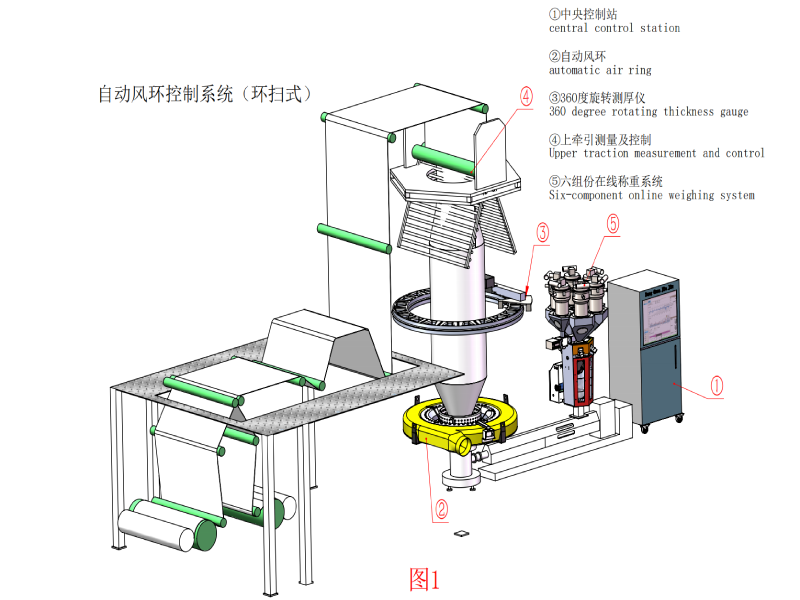 ①中央控制站
central control station
②自动风环
automatic air ring
自动风环控制系统（环扫式）
③360度旋转测厚仪
360 degree rotating thickness gauge
④上牵引测量及控制
Upper traction measurement and control
⑤六组份在线称重系统
Six-component online weighing system
④
⑤
③
①
②
图1